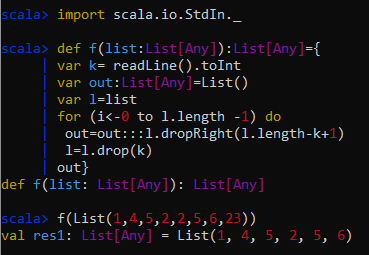 scala> import scala.io.StdIn._
scala> def f(list:List[Any]):List[Any]={
| var k= readLine().toInt
| var out:List[Any]=List()
| var l=list
| for (i<-0 to l.length -1) do
| out=out:::l.dropRight(l.length-k+1)
| l=l.drop(k)
| out}
def f(list: List[Any]): List[Any]
scala> f(List(1,4,5,2,2,5,6,23))
val res1: List[Any] = List(1, 4, 5, 2, 5, 6)